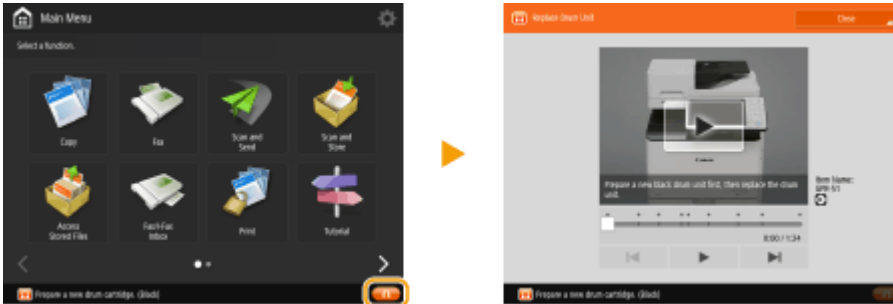 Main Menu
Select a function.
Copy
Fax
Scan and
Send
Scan and
Store
Access
Stored Files
Fax/I-Fax
Inbox
Print
Tutorial
Prepare a new drum cartridge. (Black)
Replace Drum Unit
Close
Canon
Prepare a new black drum unit first, then replace the drum
unit.
Item Name:
0:00 / 1:24
Prepare a new drum cartridge. (Black)